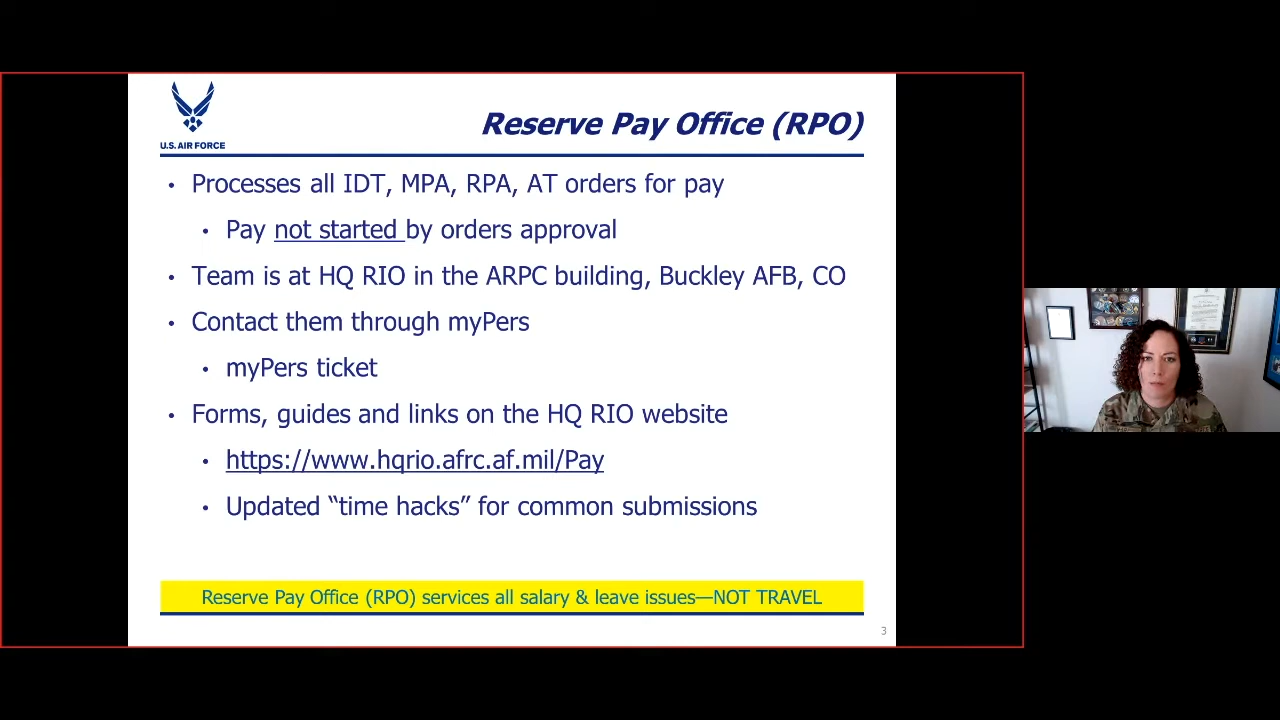 U.S. AIR FORCE
Reserve Pay Office (RPO)
• Processes all IDT, MPA, RPA, AT orders for pay
• Pay not started by orders approval
• Team is at HQ RIO in the ARPC building, Buckley AFB, CO
• Contact them through myPers
• myPers ticket
• Forms, guides and links on the HQ RIO website
• https://www.hqrio.afrc.af.mil/Pay
• Updated “time hacks” for common submissions
Reserve Pay Office (RPO) services all salary & leave issues—NOT TRAVEL
3